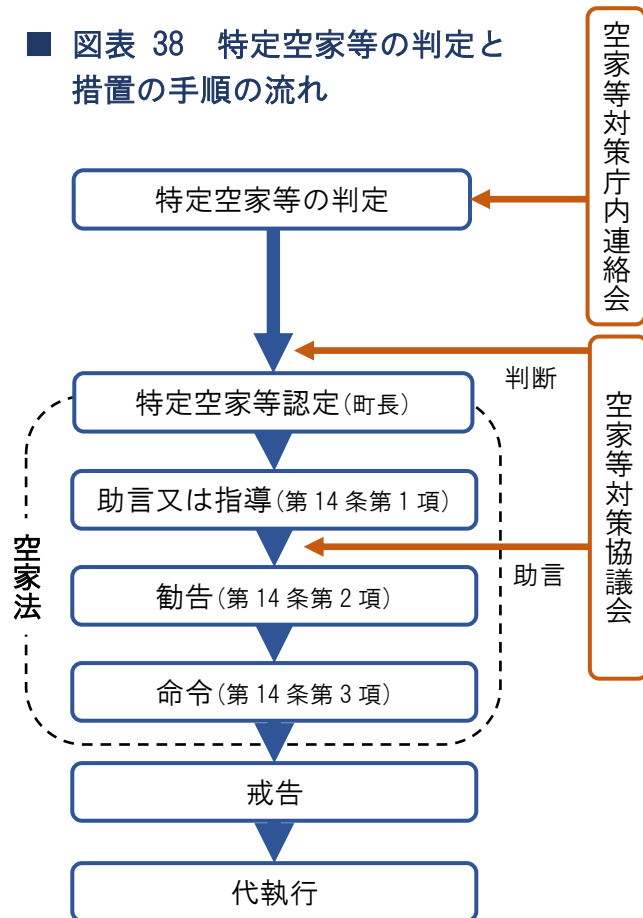 ■ 図表 38 特定空家等の判定と
措置の手順の流れ
空家等対策庁内連絡会
特定空家等の判定
判断
空家等対策協議会
特定空家等認定(町長)
助言又は指導(第 14 条第 1 項)
助言
空家法
勧告(第 14 条第 2 項)
命令(第 14 条第 3 項)
戒告
代執行